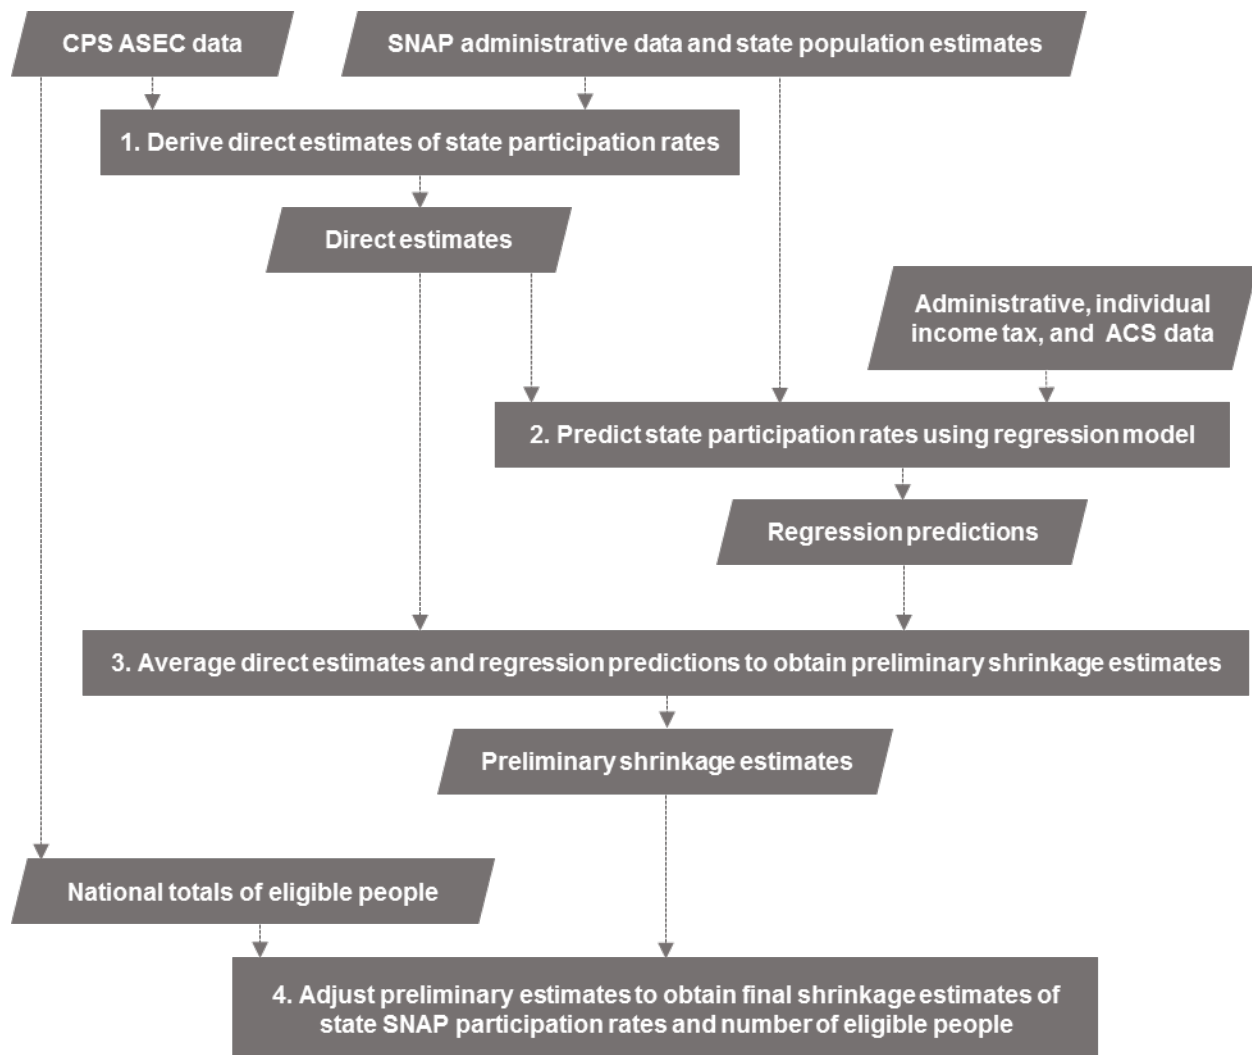 CPS ASEC data
SNAP administrative data and state population estimates
1. Derive direct estimates of state participation rates
Direct estimates
Administrative, individual
income tax, and ACS data
2. Predict state participation rates using regression model
Regression predictions
3. Average direct estimates and regression predictions to obtain preliminary shrinkage estimates
Preliminary shrinkage estimates
National totals of eligible people
4. Adjust preliminary estimates to obtain final shrinkage estimates of
state SNAP participation rates and number of eligible people